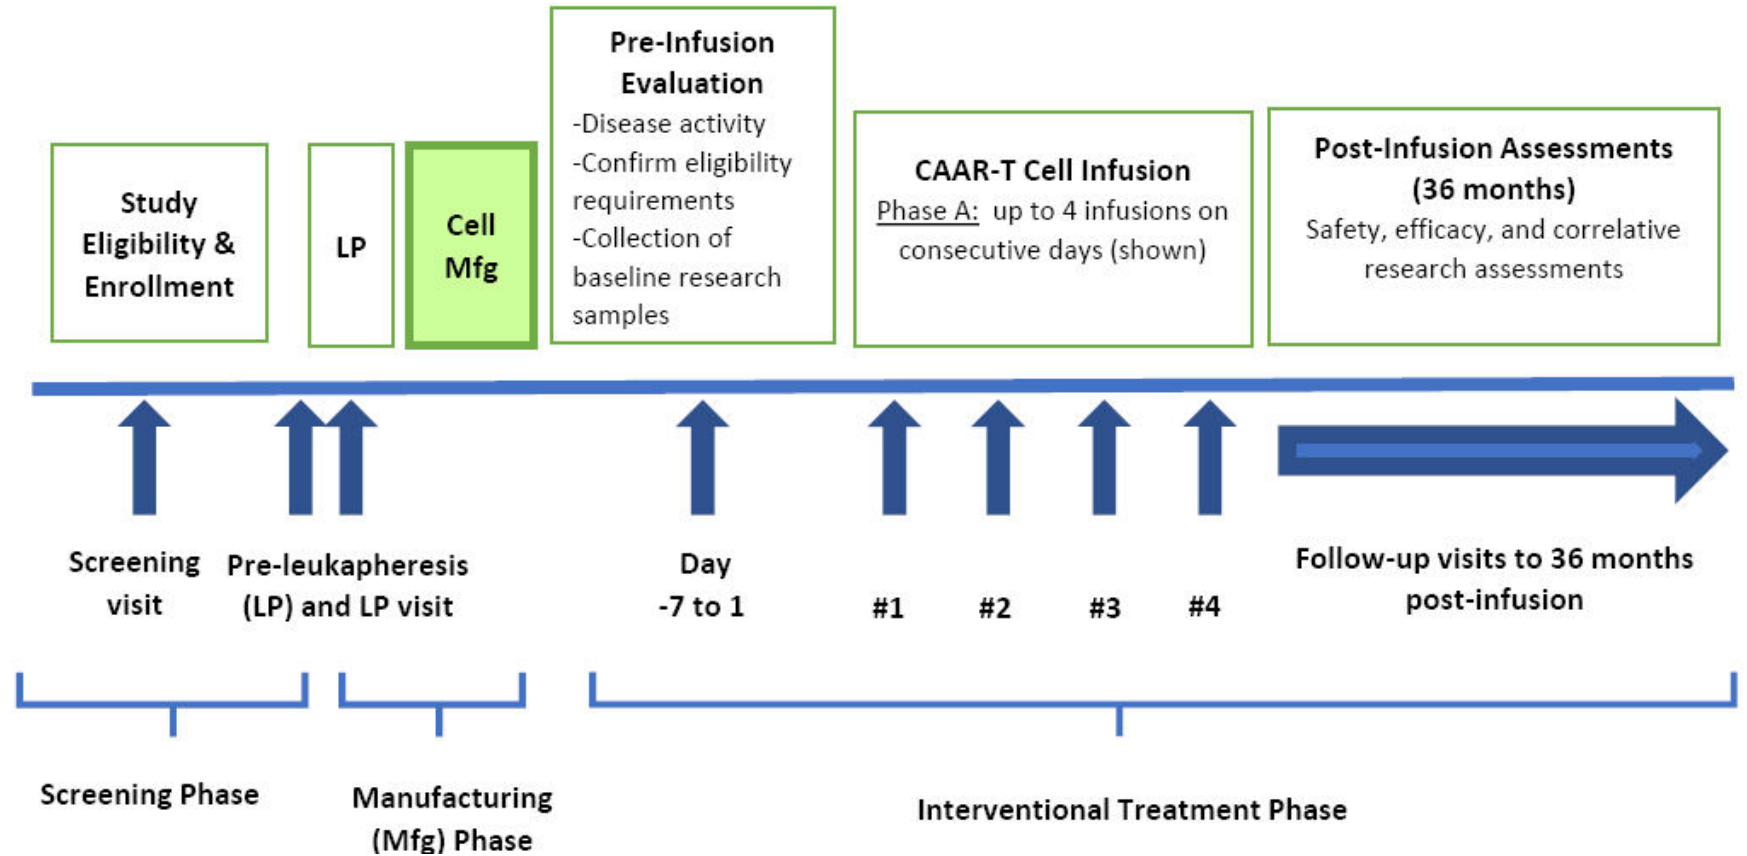 Study
Eligibility &
Enrollment
LP
Cell
Mfg
Pre-Infusion
Evaluation
-Disease activity
-Confirm eligibility
requirements
-Collection of
baseline research
samples
CAAR-T Cell Infusion
Phase A:  up to 4 infusions on
consecutive days (shown)
Post-Infusion Assessments
(36 months)
Safety, efficacy, and correlative
research assessments
Screening
visit
Pre-leukapheresis
(LP) and LP visit
Day
-7 to 1
#1
#2
#3
#4
Follow-up visits to 36 months
post-infusion
Screening Phase
Manufacturing
(Mfg) Phase
Interventional Treatment Phase